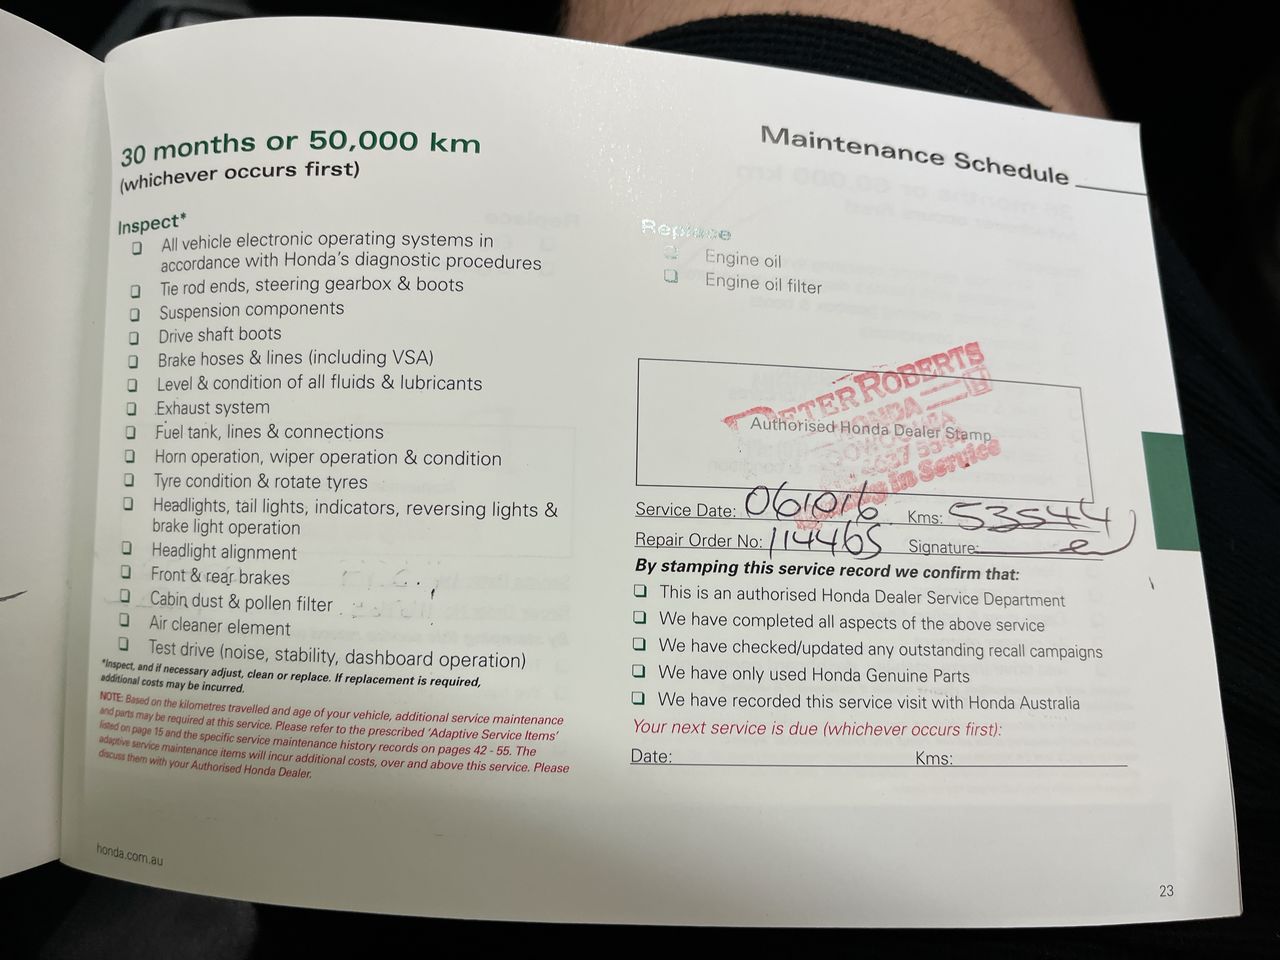 30 months or 50,000 km
(whichever occurs first)
Inspect*
All vehicle electronic operating systems in
accordance with Honda's diagnostic procedures
Tie rod ends, steering gearbox & boots
Suspension components
Drive shaft boots
Brake hoses & lines (including VSA)
Level & condition of all fluids & lubricants
Exhaust system
Fuel tank, lines & connections
Horn operation, wiper operation & condition
Tyre condition & rotate tyres
Headlights, tail lights, indicators, reversing lights &
brake light operation
Headlight alignment
Front & rear brakes
Cabin dust & pollen filter
Air cleaner element
Test drive (noise, stability, dashboard operation)
*Inspect, and if necessary adjust, clean or replace. If replacement is required,
additional costs may be incurred.
NOTE: Based on the kilometres travelled and age of your vehicle, additional service maintenance
and parts may be required at this service. Please refer to the prescribed 'Adaptive Service Items'
listed on page 15 and the specific service maintenance history records on pages 42 - 55. The
adaptive service maintenance items will incur additional costs, over and above this service. Please
discuss them with your Authorised Honda Dealer.
honda.com.au
Maintenance Schedule
Replace
Engine oil
Engine oil filter
PETER ROBERTS
HONDA
Authorised Honda Dealer Stamp
in Service
Service Date: 061016 Kms: 53544
Repair Order No: 114465 Signature:
By stamping this service record we confirm that:
This is an authorised Honda Dealer Service Department
We have completed all aspects of the above service
We have checked/updated any outstanding recall campaigns
We have only used Honda Genuine Parts
We have recorded this service visit with Honda Australia
Your next service is due (whichever occurs first):
Date: Kms:
23